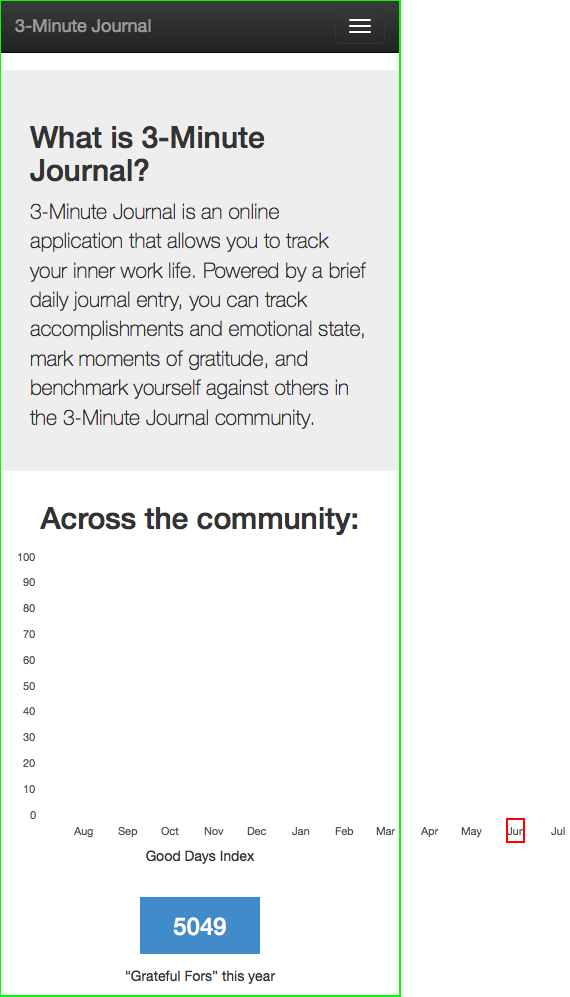 3-Minute Journal
What is 3-Minute
Journal?
3-Minute Journal is an online
application that allows you to track
your inner work life. Powered by a brief
daily journal entry, you can track
accomplishments and emotional state,
mark moments of gratitude, and
benchmark yourself against others in
the 3-Minute Journal community.
Across the community:
100
90
80
70
60
50
40
30
20
10
0
Aug Sep Oct Nov Dec Jan Feb Mar Apr May Jun Jul
Good Days Index
5049
“Grateful Fors” this year